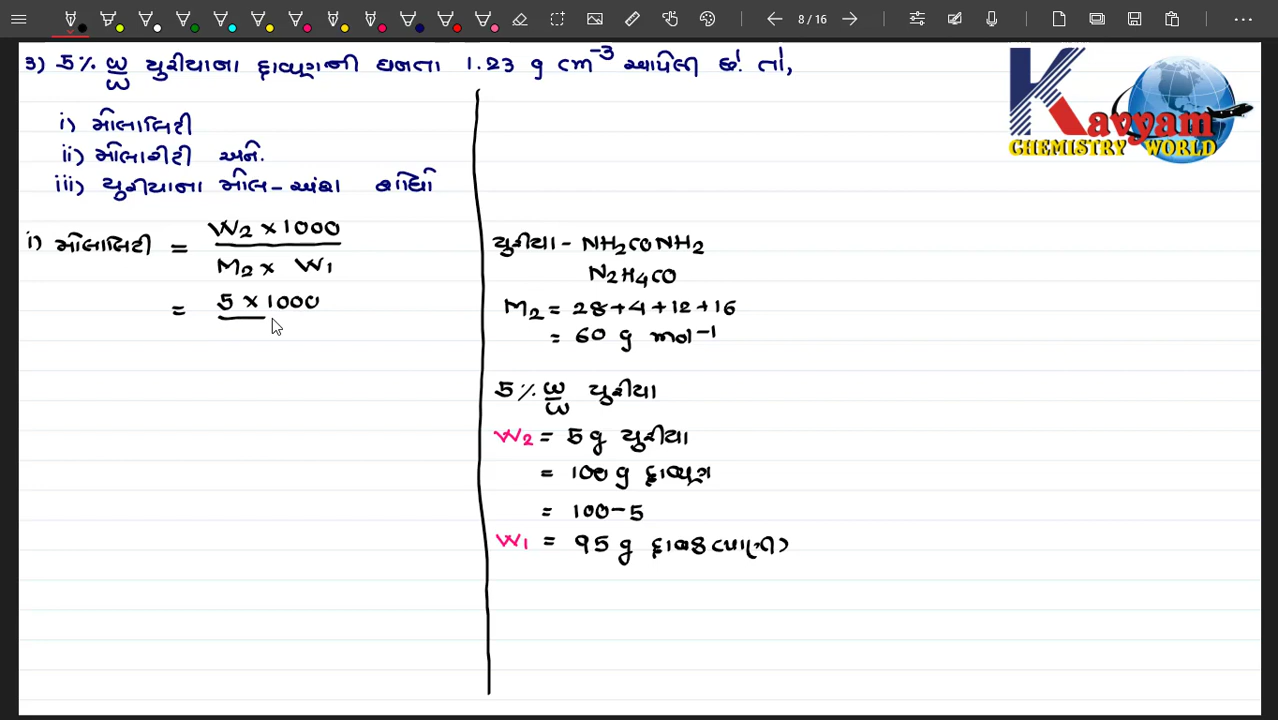 8/16
3) 5% w/w યુરીયાના દ્રાવણની ઘનતા 1.23 g cm⁻³ આપેલી છે. તો,
i) મોલાલિટી
ii) મોલારીટી અને.
iii) યુરીયાના મોલ-અંશ શોધો
i) મોલાલિટી = W₂ × 1000 / M₂ × W₁
= 5 × 1000
યુરીયા - NH₂CONH₂
N₂H₄CO
M₂ = 28+4+12+16
= 60 g mol⁻¹
5% w/w યુરીયા
W₂ = 5g યુરીયા
= 100 g દ્રાવણ
= 100-5
W₁ = 95 g દ્રાવક (પાણી)
Kavyam
CHEMISTRY WORLD